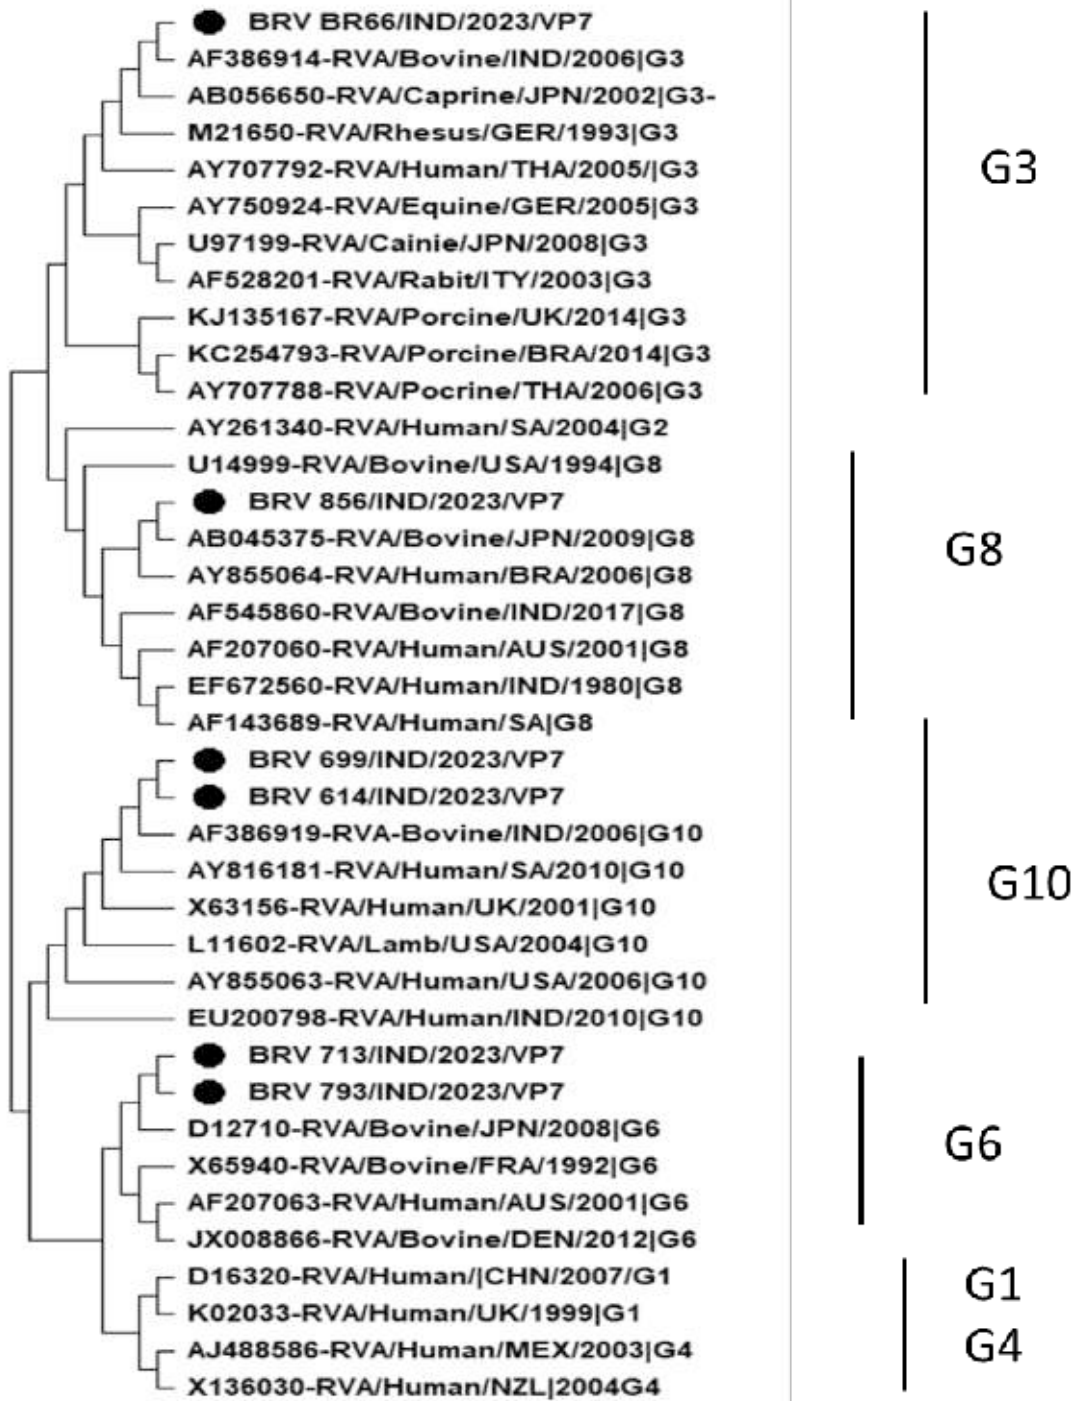 BRV BR66/IND/2023/VP7
AF386914-RVA/Bovine/IND/2006|G3
AB056650-RVA/Caprine/JPN/2002|G3-
M21650-RVA/Rhesus/GER/1993|G3
AY707792-RVA/Human/THA/2005/|G3
AY750924-RVA/Equine/GER/2005|G3
U97199-RVA/Cainie/JPN/2008|G3
AF528201-RVA/Rabit/ITY/2003|G3
KJ135167-RVA/Porcine/UK/2014|G3
KC254793-RVA/Porcine/BRA/2014|G3
AY707788-RVA/Pocrine/THA/2006|G3
G3
AY261340-RVA/Human/SA/2004|G2
U14999-RVA/Bovine/USA/1994|G8
BRV 856/IND/2023/VP7
AB045375-RVA/Bovine/JPN/2009|G8
AY855064-RVA/Human/BRA/2006|G8
AF545860-RVA/Bovine/IND/2017|G8
AF207060-RVA/Human/AUS/2001|G8
EF672560-RVA/Human/IND/1980|G8
AF143689-RVA/Human/SA|G8
G8
BRV 699/IND/2023/VP7
BRV 614/IND/2023/VP7
AF386919-RVA-Bovine/IND/2006|G10
AY816181-RVA/Human/SA/2010|G10
X63156-RVA/Human/UK/2001|G10
L11602-RVA/Lamb/USA/2004|G10
AY855063-RVA/Human/USA/2006|G10
EU200798-RVA/Human/IND/2010|G10
G10
BRV 713/IND/2023/VP7
BRV 793/IND/2023/VP7
D12710-RVA/Bovine/JPN/2008|G6
X65940-RVA/Bovine/FRA/1992|G6
AF207063-RVA/Human/AUS/2001|G6
JX008866-RVA/Bovine/DEN/2012|G6
G6
D16320-RVA/Human/|CHN/2007/G1
K02033-RVA/Human/UK/1999|G1
AJ488586-RVA/Human/MEX/2003|G4
X136030-RVA/Human/NZL|2004G4
G1
G4